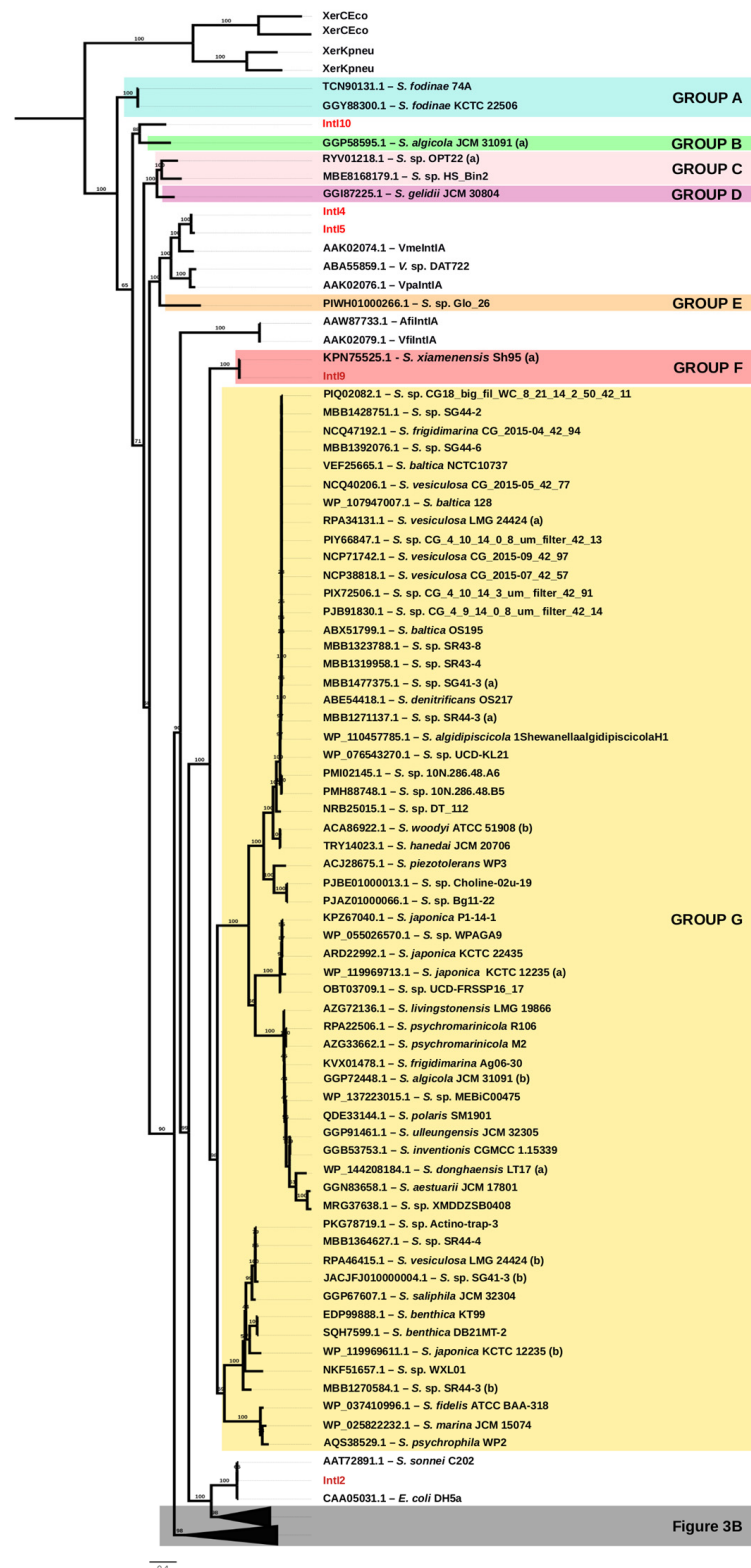 XerCEco
XerCEco
XerKpneu
XerKpneu
TCN90131.1 – S. fodinae 74A
GROUP A
GGY88300.1 – S. fodinae KCTC 22506
IntI10
GGP58595.1 – S. algicola JCM 31091 (a)
GROUP B
RYV01218.1 – S. sp. OPT22 (a)
GROUP C
MBE8168179.1 – S. sp. HS_Bin2
GGI87225.1 – S. gelidii JCM 30804
GROUP D
IntI4
IntI5
AAK02074.1 – VmeIntIA
ABA55859.1 – V. sp. DAT722
AAK02076.1 – VpaIntIA
PIWH01000266.1 – S. sp. Glo_26
GROUP E
AAW87733.1 – AfiIntIA
AAK02079.1 – VfiIntIA
KPN75525.1 - S. xiamenensis Sh95 (a)
GROUP F
IntI9
PIQ02082.1 – S. sp. CG18_big_fil_WC_8_21_14_2_50_42_11
MBB1428751.1 – S. sp. SG44-2
NCQ47192.1 – S. frigidimarina CG_2015-04_42_94
MBB1392076.1 – S. sp. SG44-6
VEF25665.1 – S. baltica NCTC10737
NCQ40206.1 – S. vesiculosa CG_2015-05_42_77
WP_107947007.1 – S. baltica 128
RPA34131.1 – S. vesiculosa LMG 24424 (a)
PIY66847.1 – S. sp. CG_4_10_14_0_8_um_filter_42_13
NCP71742.1 – S. vesiculosa CG_2015-09_42_97
NCP38818.1 – S. vesiculosa CG_2015-07_42_57
PIX72506.1 – S. sp. CG_4_10_14_3_um_ filter_42_91
PJB91830.1 – S. sp. CG_4_9_14_0_8_um_ filter_42_14
ABX51799.1 – S. baltica OS195
MBB1323788.1 – S. sp. SR43-8
MBB1319958.1 – S. sp. SR43-4
MBB1477375.1 – S. sp. SG41-3 (a)
ABE54418.1 – S. denitrificans OS217
MBB1271137.1 – S. sp. SR44-3 (a)
WP_110457785.1 – S. algidipiscicola 1ShewanellaalgidipiscicolaH1
WP_076543270.1 – S. sp. UCD-KL21
PMI02145.1 – S. sp. 10N.286.48.A6
PMH88748.1 – S. sp. 10N.286.48.B5
NRB25015.1 – S. sp. DT_112
ACA86922.1 – S. woodyi ATCC 51908 (b)
TRY14023.1 – S. hanedai JCM 20706
ACJ28675.1 – S. piezotolerans WP3
PJBE01000013.1 – S. sp. Choline-02u-19
PJAZ01000066.1 – S. sp. Bg11-22
KPZ67040.1 – S. japonica P1-14-1
GROUP G
WP_055026570.1 – S. sp. WPAGA9
ARD22992.1 – S. japonica KCTC 22435
WP_119969713.1 – S. japonica KCTC 12235 (a)
OBT03709.1 – S. sp. UCD-FRSSP16_17
AZG72136.1 – S. livingstonensis LMG 19866
RPA22506.1 – S. psychromarinicola R106
AZG33662.1 – S. psychromarinicola M2
KVX01478.1 – S. frigidimarina Ag06-30
GGP72448.1 – S. algicola JCM 31091 (b)
WP_137223015.1 – S. sp. MEBiC00475
QDE33144.1 – S. polaris SM1901
GGP91461.1 – S. ulleungensis JCM 32305
GGB53753.1 – S. inventionis CGMCC 1.15339
WP_144208184.1 – S. donghaensis LT17 (a)
GGN83658.1 – S. aestuarii JCM 17801
MRG37638.1 – S. sp. XMDDZSB0408
PKG78719.1 – S. sp. Actino-trap-3
MBB1364627.1 – S. sp. SR44-4
RPA46415.1 – S. vesiculosa LMG 24424 (b)
JACJFJ010000004.1 – S. sp. SG41-3 (b)
GGP67607.1 – S. saliphila JCM 32304
EDP99888.1 – S. benthica KT99
SQH7599.1 – S. benthica DB21MT-2
WP_119969611.1 – S. japonica KCTC 12235 (b)
NKF51657.1 – S. sp. WXL01
MBB1270584.1 – S. sp. SR44-3 (b)
WP_037410996.1 – S. fidelis ATCC BAA-318
WP_025822232.1 – S. marina JCM 15074
AQS38529.1 – S. psychrophila WP2
AAT72891.1 – S. sonnei C202
IntI2
CAA05031.1 – E. coli DH5a
Figure 3B